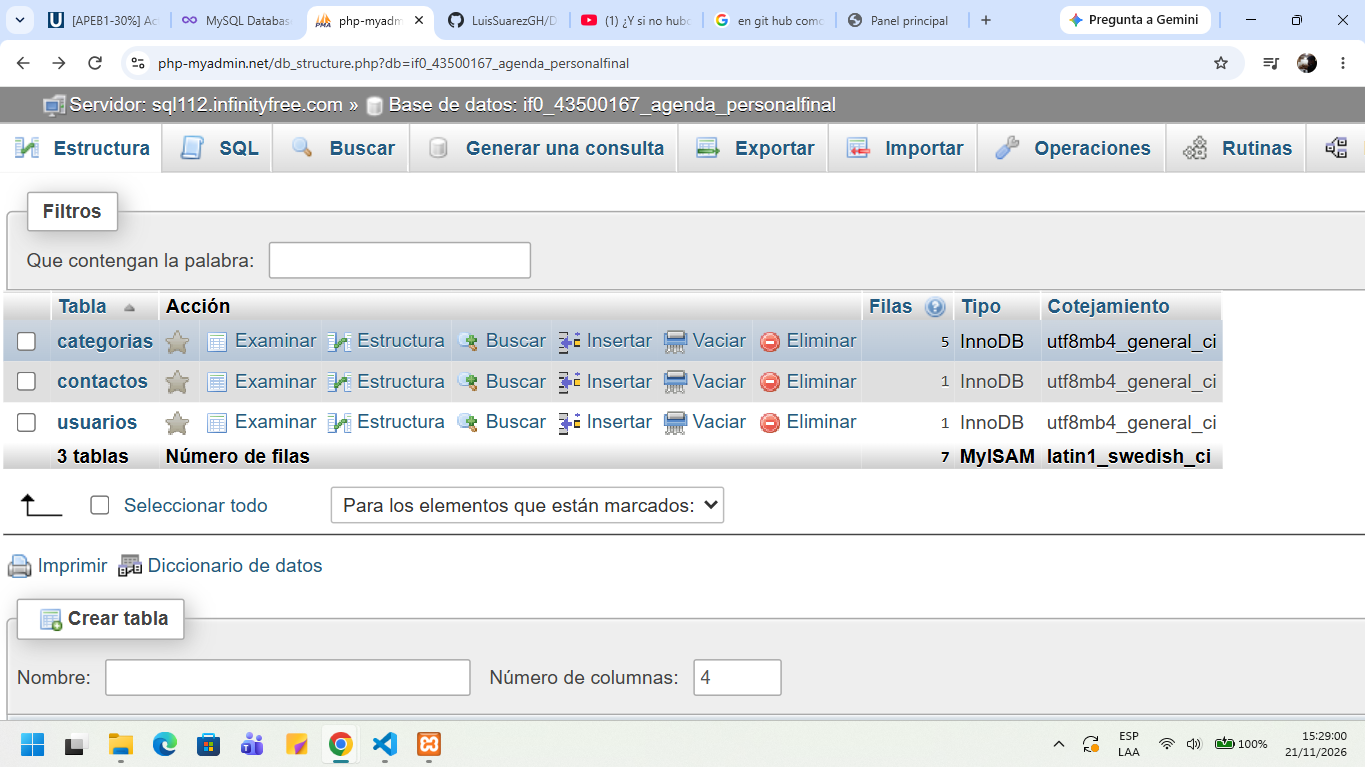 [APEB1-30%] Ac
MySQL Databas
php-myadm
LuisSuarezGH/D
(1) ¿Y si no hubo
en git hub como
Panel principal
Pregunta a Gemini
php-myadmin.net/db_structure.php?db=if0_43500167_agenda_personalfinal
Servidor: sql112.infinityfree.com » Base de datos: if0_43500167_agenda_personalfinal
Estructura SQL Buscar Generar una consulta Exportar Importar Operaciones Rutinas
Filtros
Que contengan la palabra:
Tabla Acción Filas Tipo Cotejamiento
categorias Examinar Estructura Buscar Insertar Vaciar Eliminar 5 InnoDB utf8mb4_general_ci
contactos Examinar Estructura Buscar Insertar Vaciar Eliminar 1 InnoDB utf8mb4_general_ci
usuarios Examinar Estructura Buscar Insertar Vaciar Eliminar 1 InnoDB utf8mb4_general_ci
3 tablas Número de filas 7 MyISAM latin1_swedish_ci
Seleccionar todo Para los elementos que están marcados:
Imprimir Diccionario de datos
Crear tabla
Nombre: Número de columnas: 4
ESP
LAA
100%
15:29:00
21/11/2026